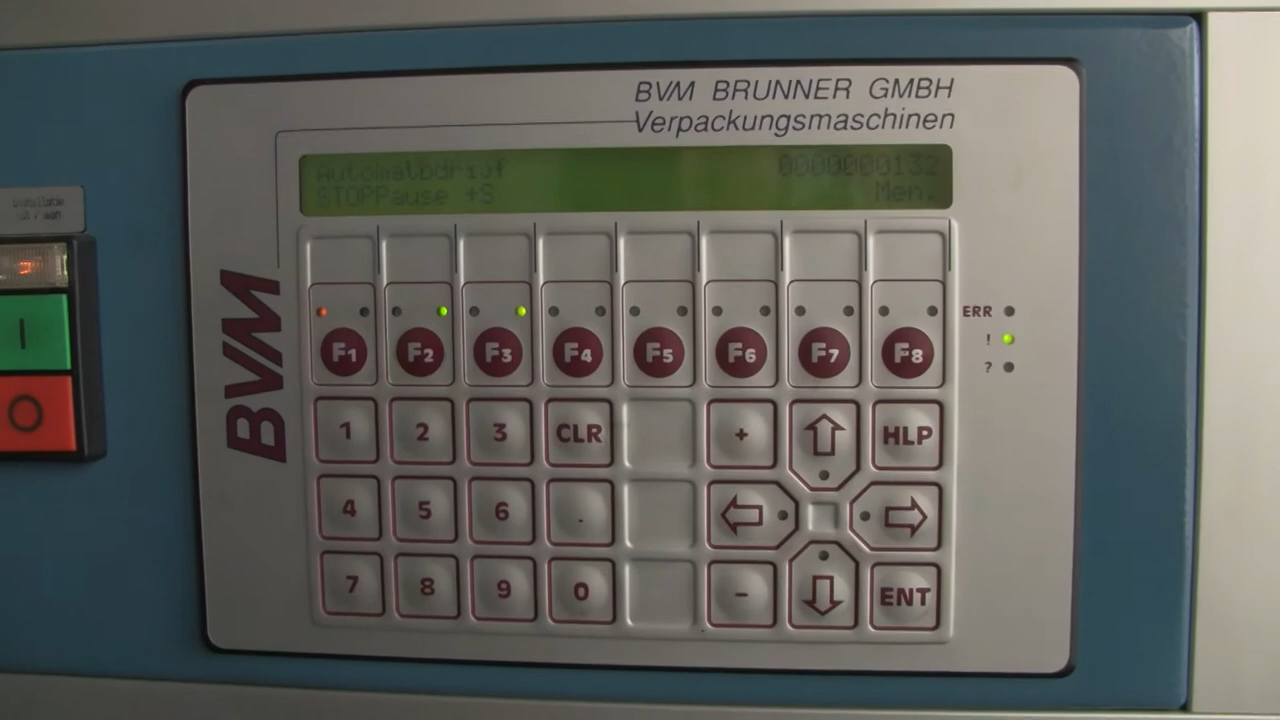 BVM BRUNNER GMBH
Verpackungsmaschinen
0000000132
STOPPause +S Men.
BVM
F1 F2 F3 F4 F5 F6 F7 F8
ERR
!
?
1 2 3 CLR + HLP
4 5 6 .
7 8 9 0 - ENT
I
O